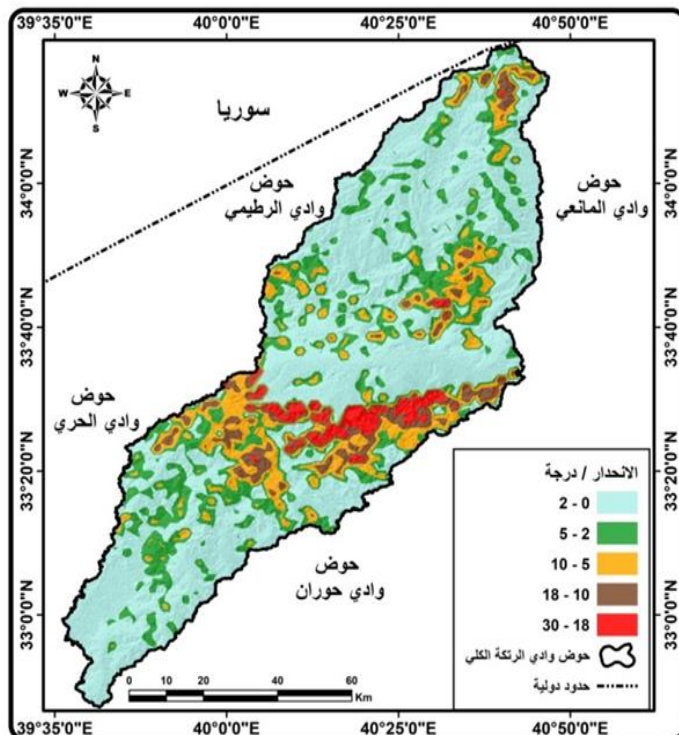 39°35'0"E 40°0'0"E 40°25'0"E 40°50'0"E
N
W E
S
سوريا
حوض
وادي الرطيمي
حوض
وادي المانعي
34°0'0"N
34°0'0"N
33°40'0"N
33°40'0"N
حوض
وادي الحري
33°20'0"N
33°20'0"N
حوض
وادي حوران
33°0'0"N
33°0'0"N
الانحدار / درجة
2 - 0
5 - 2
10 - 5
18 - 10
30 - 18
حوض وادي الرتكة الكلي
حدود دولية
0 10 20 40 60
Km
39°35'0"E 40°0'0"E 40°25'0"E 40°50'0"E